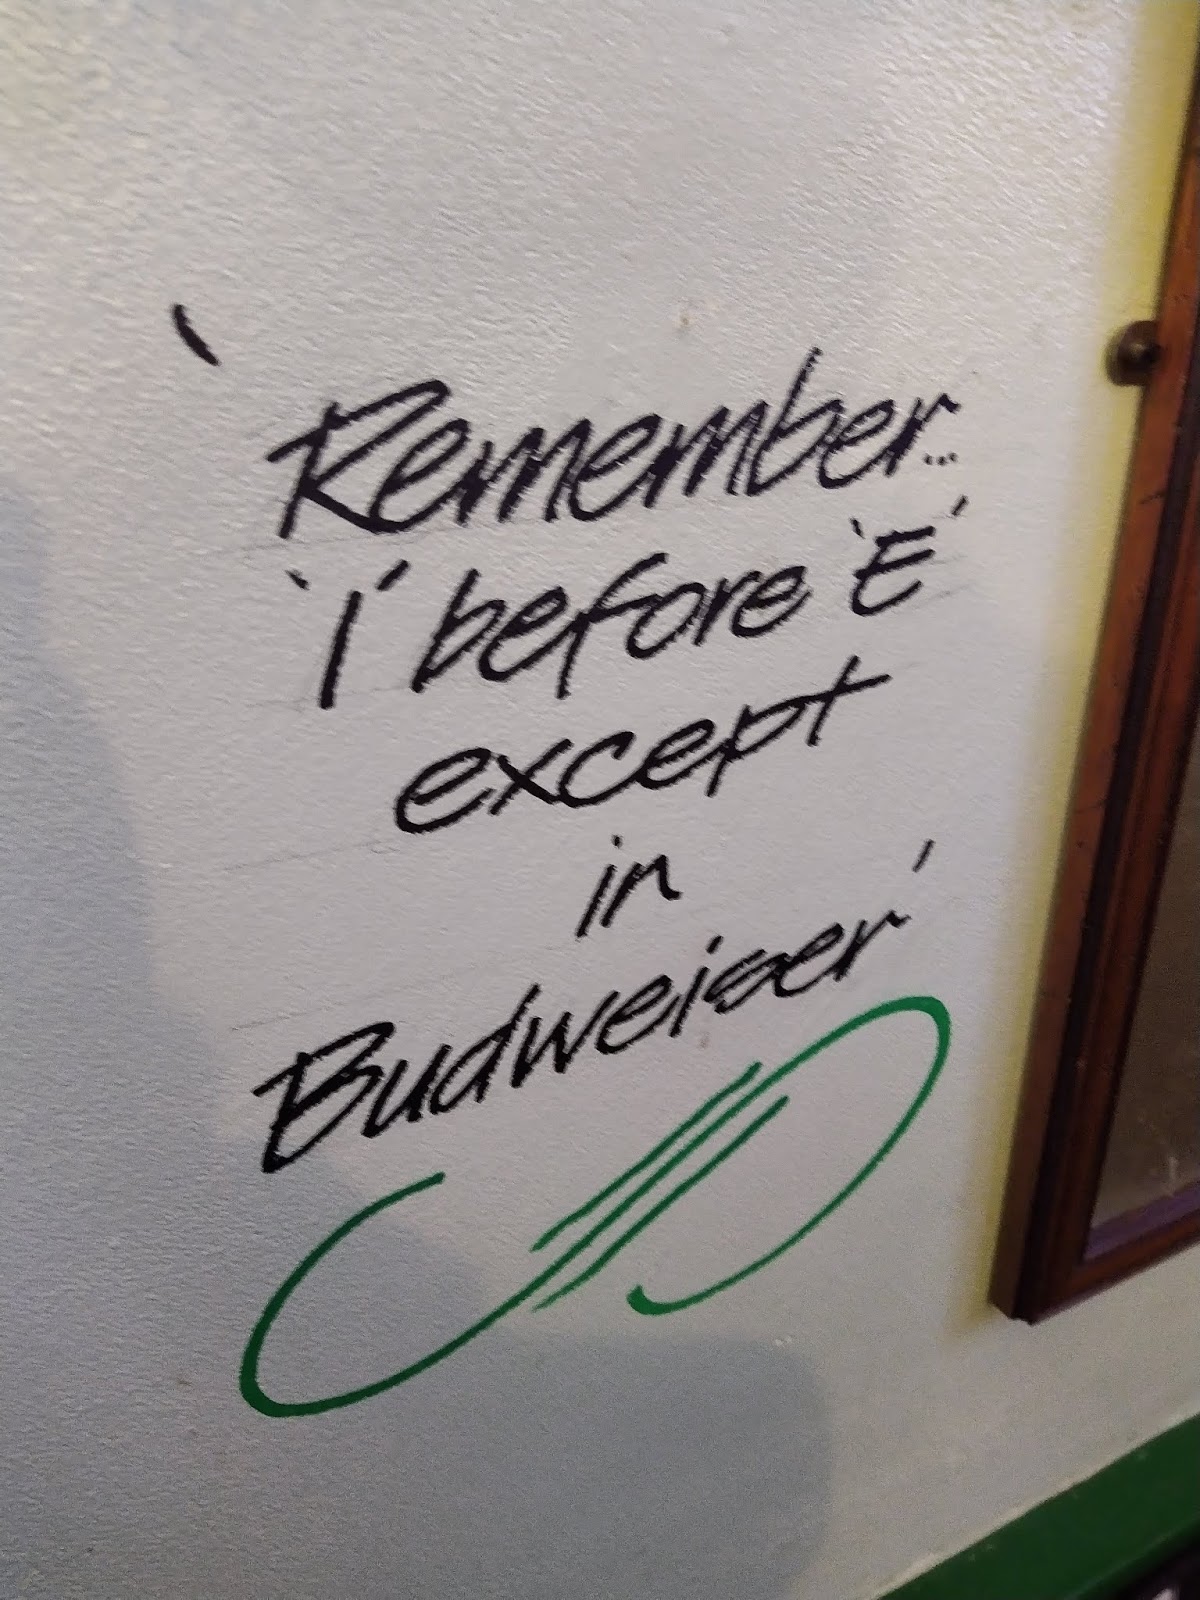 'Remember...
'I' before 'E'
except
in
Budweiser'